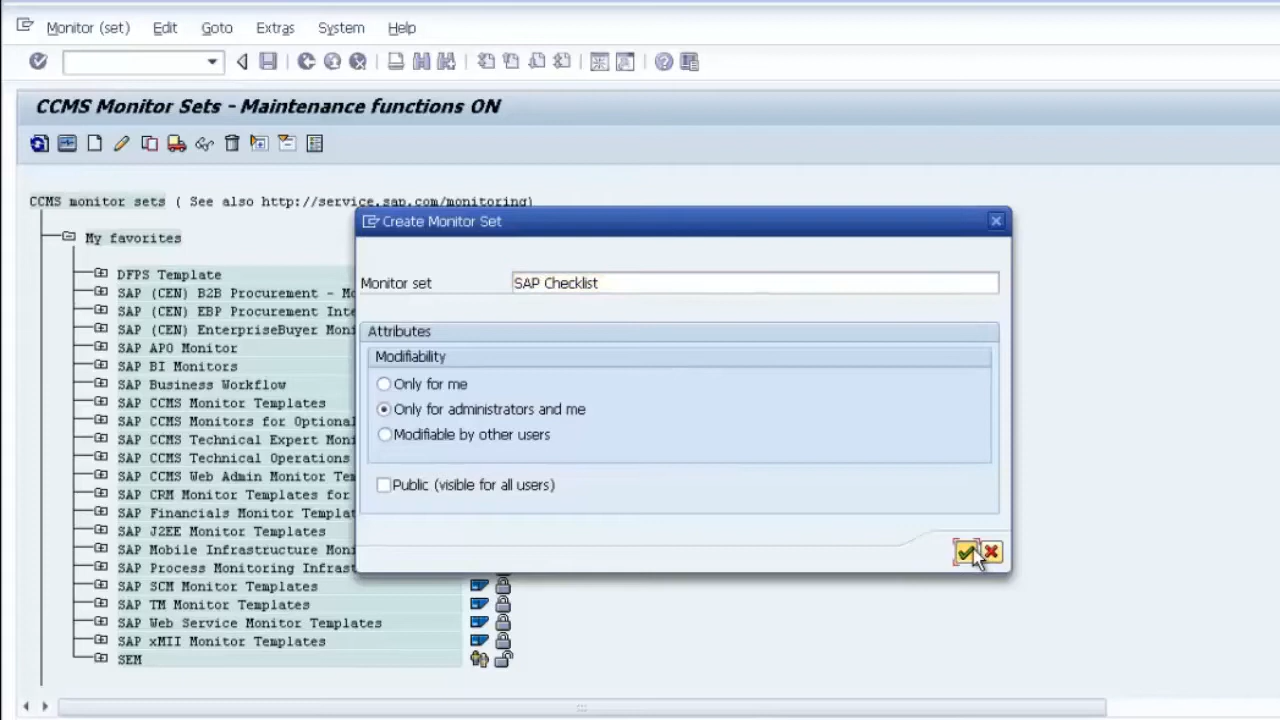 Monitor (set) Edit Goto Extras System Help
CCMS Monitor Sets - Maintenance functions ON
CCMS monitor sets ( See also http://service.sap.com/monitoring)
My favorites
DFPS Template
SAP (CEN) B2B Procurement - Mo
SAP (CEN) EBP Procurement Inte
SAP (CEN) EnterpriseBuyer Moni
SAP APO Monitor
SAP BI Monitors
SAP Business Workflow
SAP CCMS Monitor Templates
SAP CCMS Monitors for Optional
SAP CCMS Technical Expert Moni
SAP CCMS Technical Operations
SAP CCMS Web Admin Monitor Tem
SAP CRM Monitor Templates for
SAP Financials Monitor Templat
SAP J2EE Monitor Templates
SAP Mobile Infrastructure Moni
SAP Process Monitoring Infrast
SAP SCM Monitor Templates
SAP TM Monitor Templates
SAP Web Service Monitor Templates
SAP xMII Monitor Templates
SEM
Create Monitor Set
Monitor set SAP Checklist
Attributes
Modifiability
Only for me
Only for administrators and me
Modifiable by other users
Public (visible for all users)